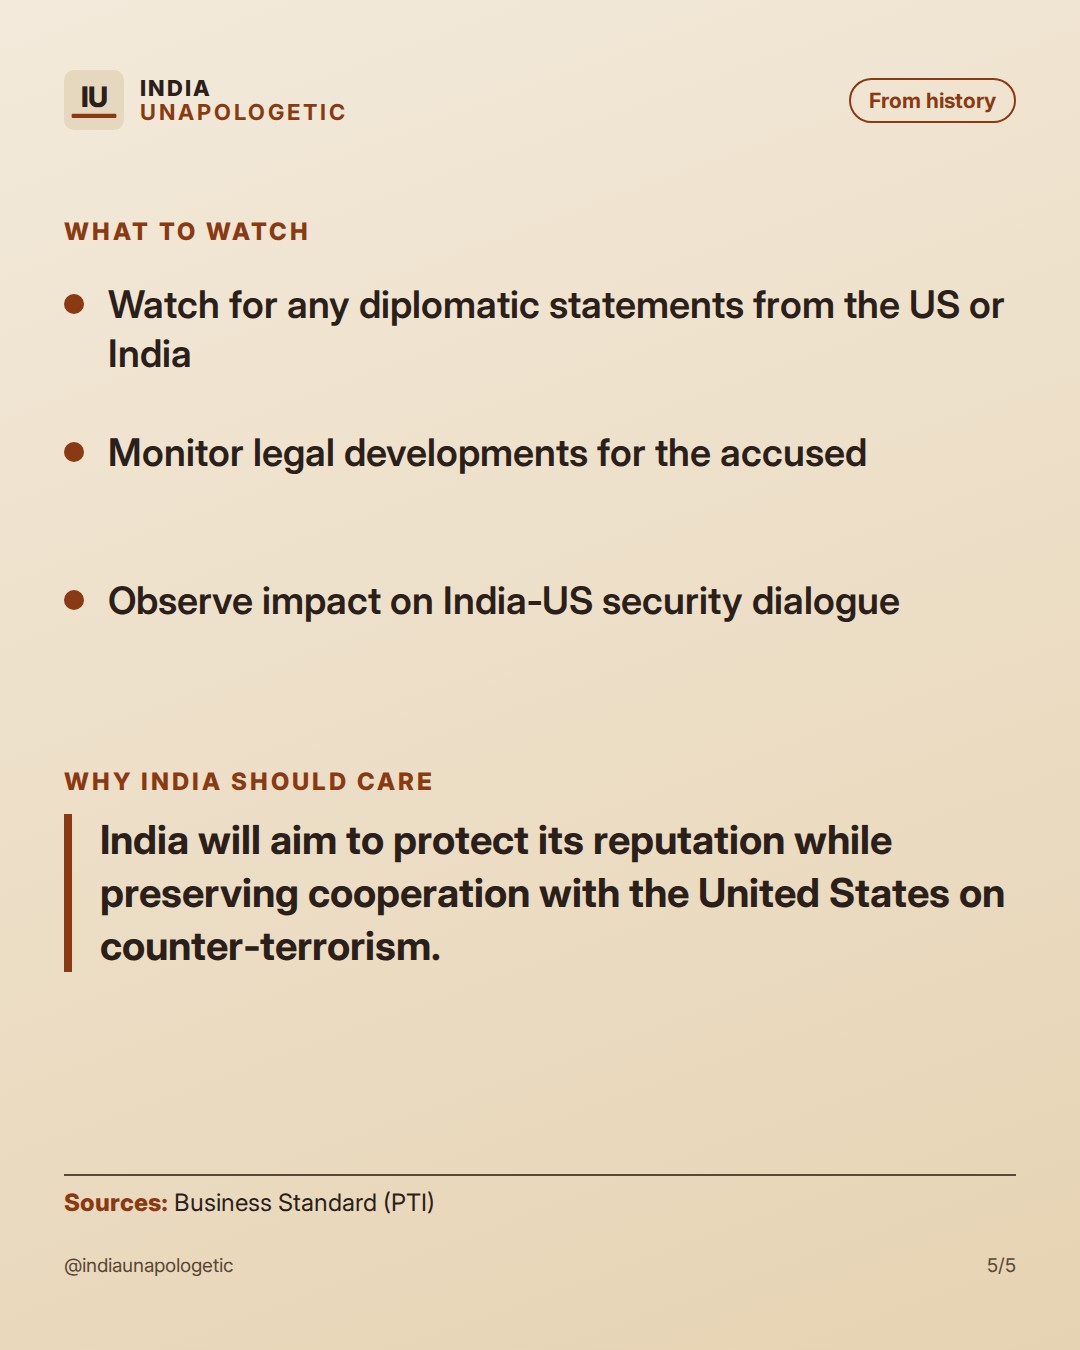 IU
INDIA
UNAPOLOGETIC
From history
WHAT TO WATCH
Watch for any diplomatic statements from the US or
India
Monitor legal developments for the accused
Observe impact on India-US security dialogue
WHY INDIA SHOULD CARE
India will aim to protect its reputation while
preserving cooperation with the United States on
counter-terrorism.
Sources: Business Standard (PTI)
@indiaunapologetic
5/5